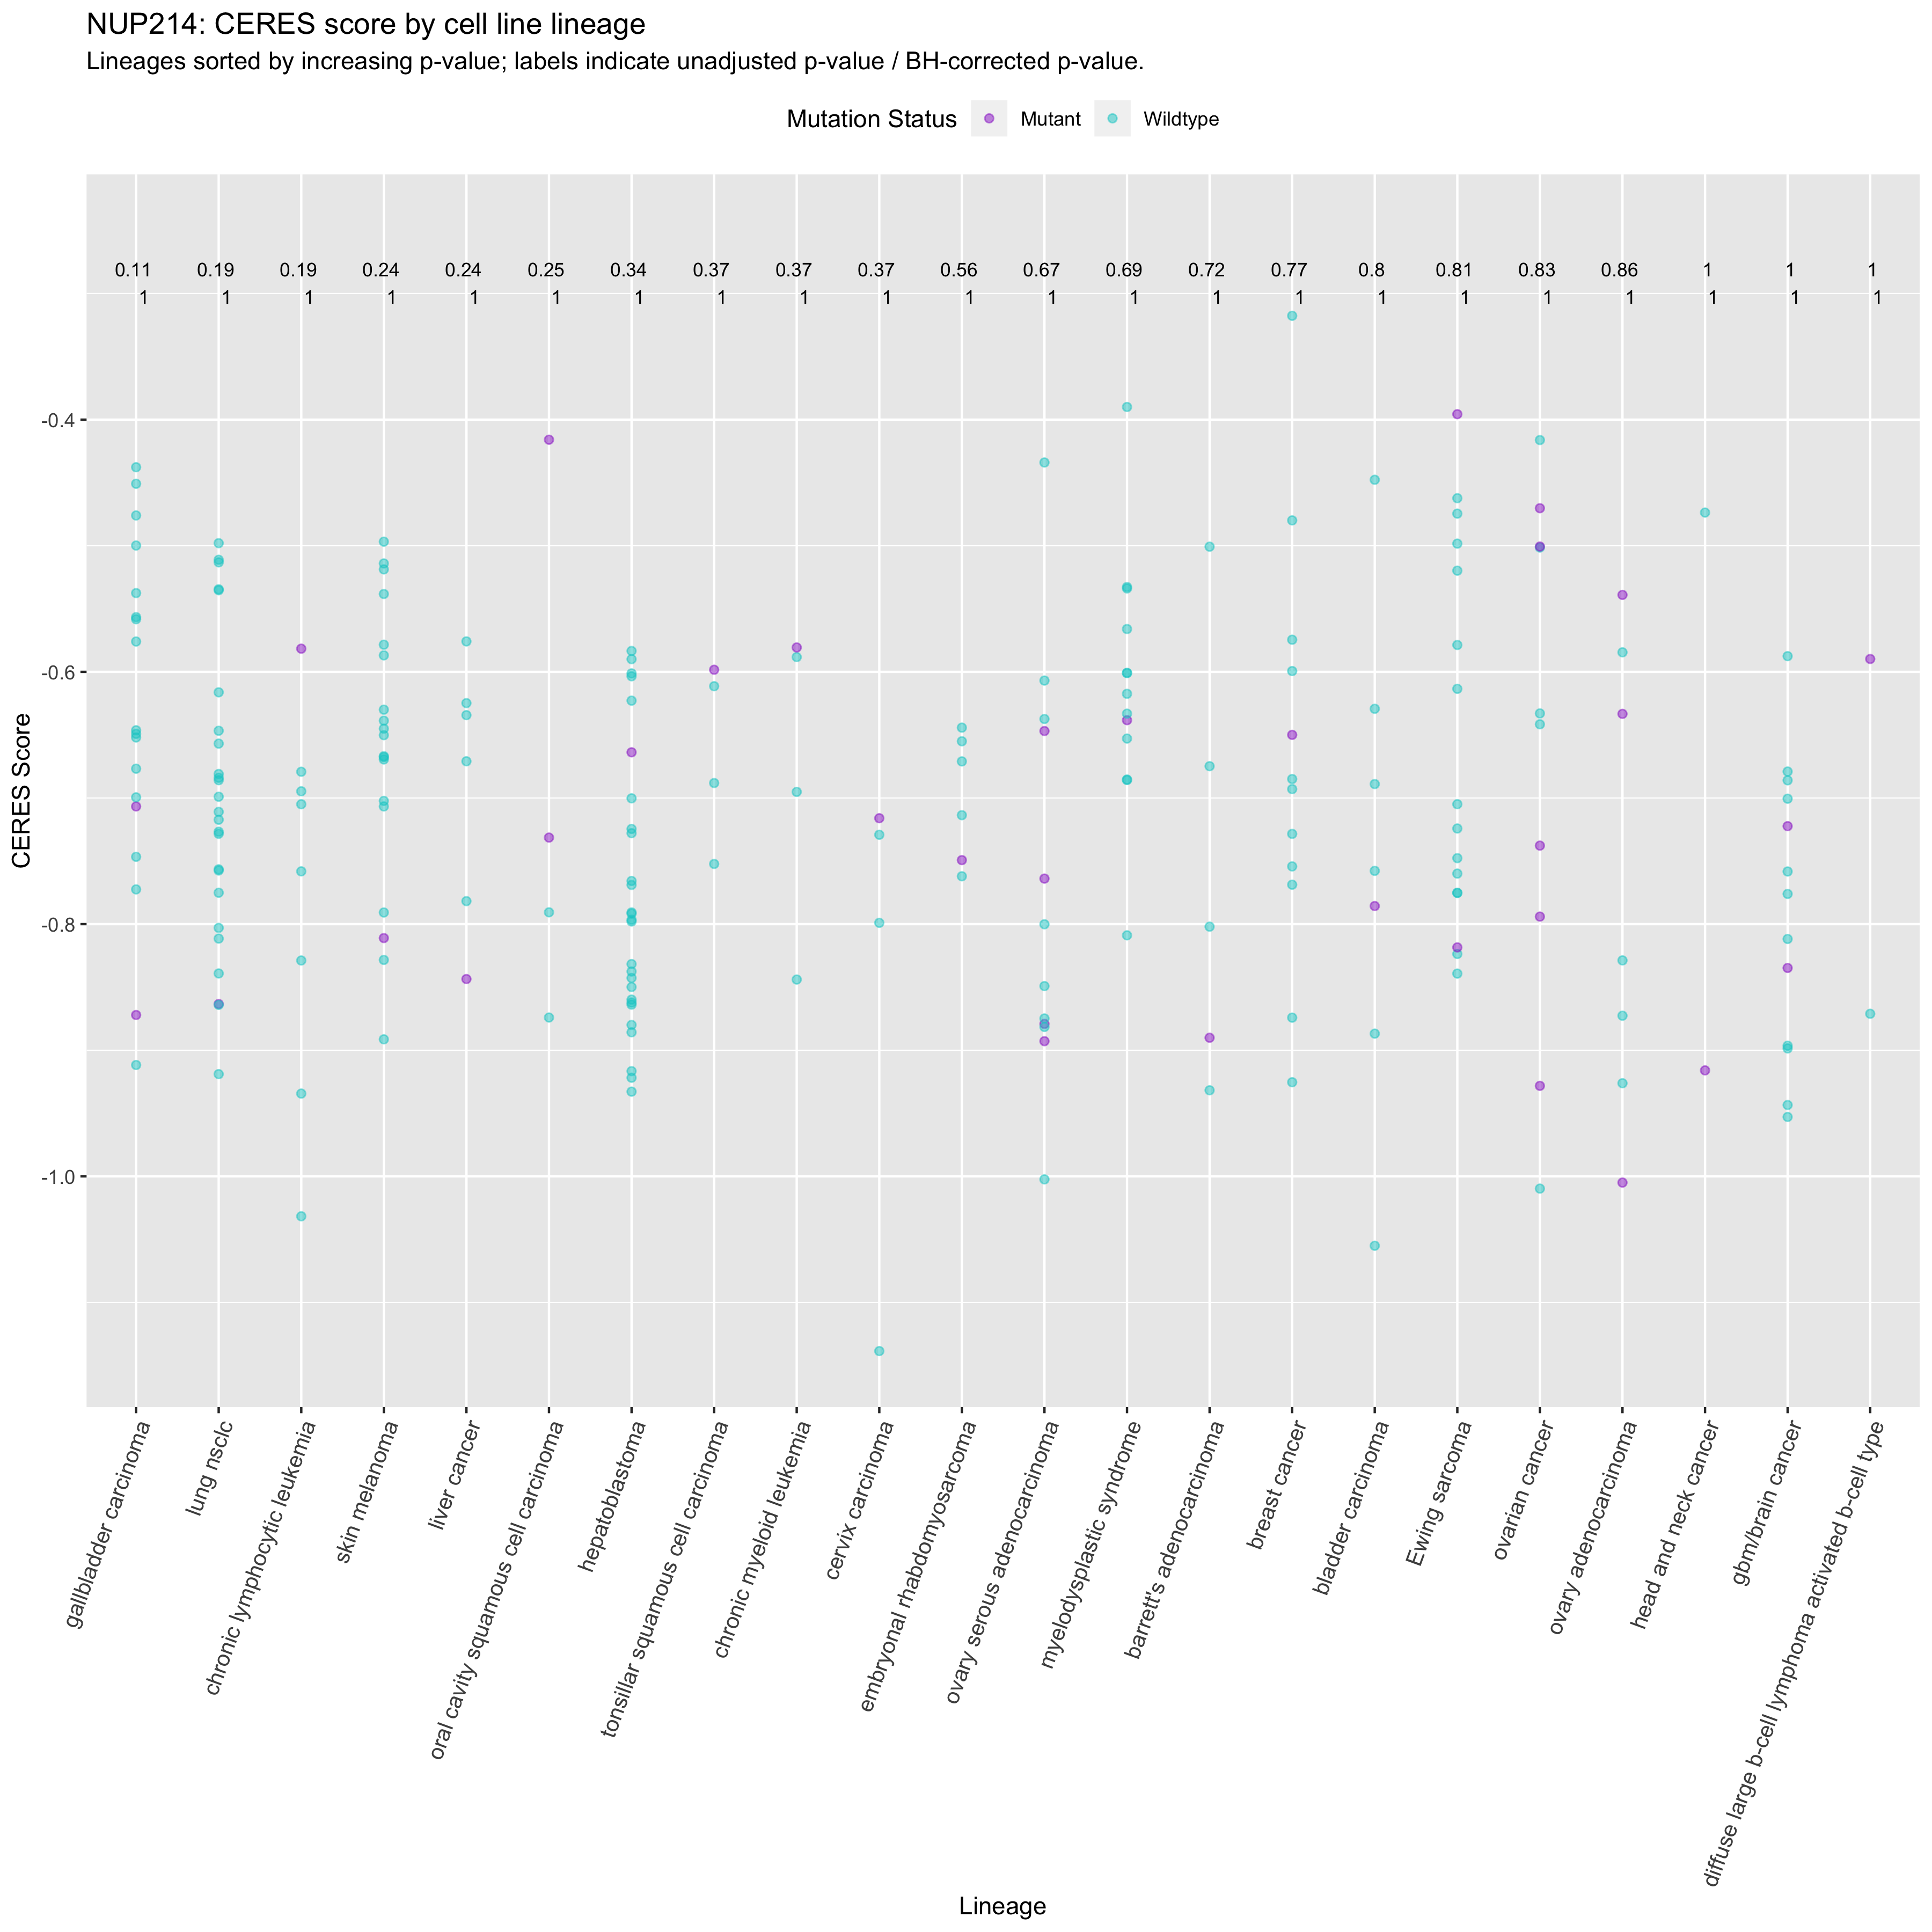 NUP214: CERES score by cell line lineage
Lineages sorted by increasing p-value; labels indicate unadjusted p-value / BH-corrected p-value.
Mutation Status Mutant Wildtype
0.11 0.19 0.19 0.24 0.24 0.25 0.34 0.37 0.37 0.37 0.56 0.67 0.69 0.72 0.77 0.8 0.81 0.83 0.86 1 1 1
1 1 1 1 1 1 1 1 1 1 1 1 1 1 1 1 1 1 1 1 1 1
-0.4
-0.6
-0.8
-1.0
CERES Score
gallbladder carcinoma
lung nsclc
chronic lymphocytic leukemia
skin melanoma
liver cancer
oral cavity squamous cell carcinoma
hepatoblastoma
tonsillar squamous cell carcinoma
chronic myeloid leukemia
cervix carcinoma
embryonal rhabdomyosarcoma
ovary serous adenocarcinoma
myelodysplastic syndrome
barrett's adenocarcinoma
breast cancer
bladder carcinoma
Ewing sarcoma
ovarian cancer
ovary adenocarcinoma
head and neck cancer
gbm/brain cancer
diffuse large b-cell lymphoma activated b-cell type
Lineage